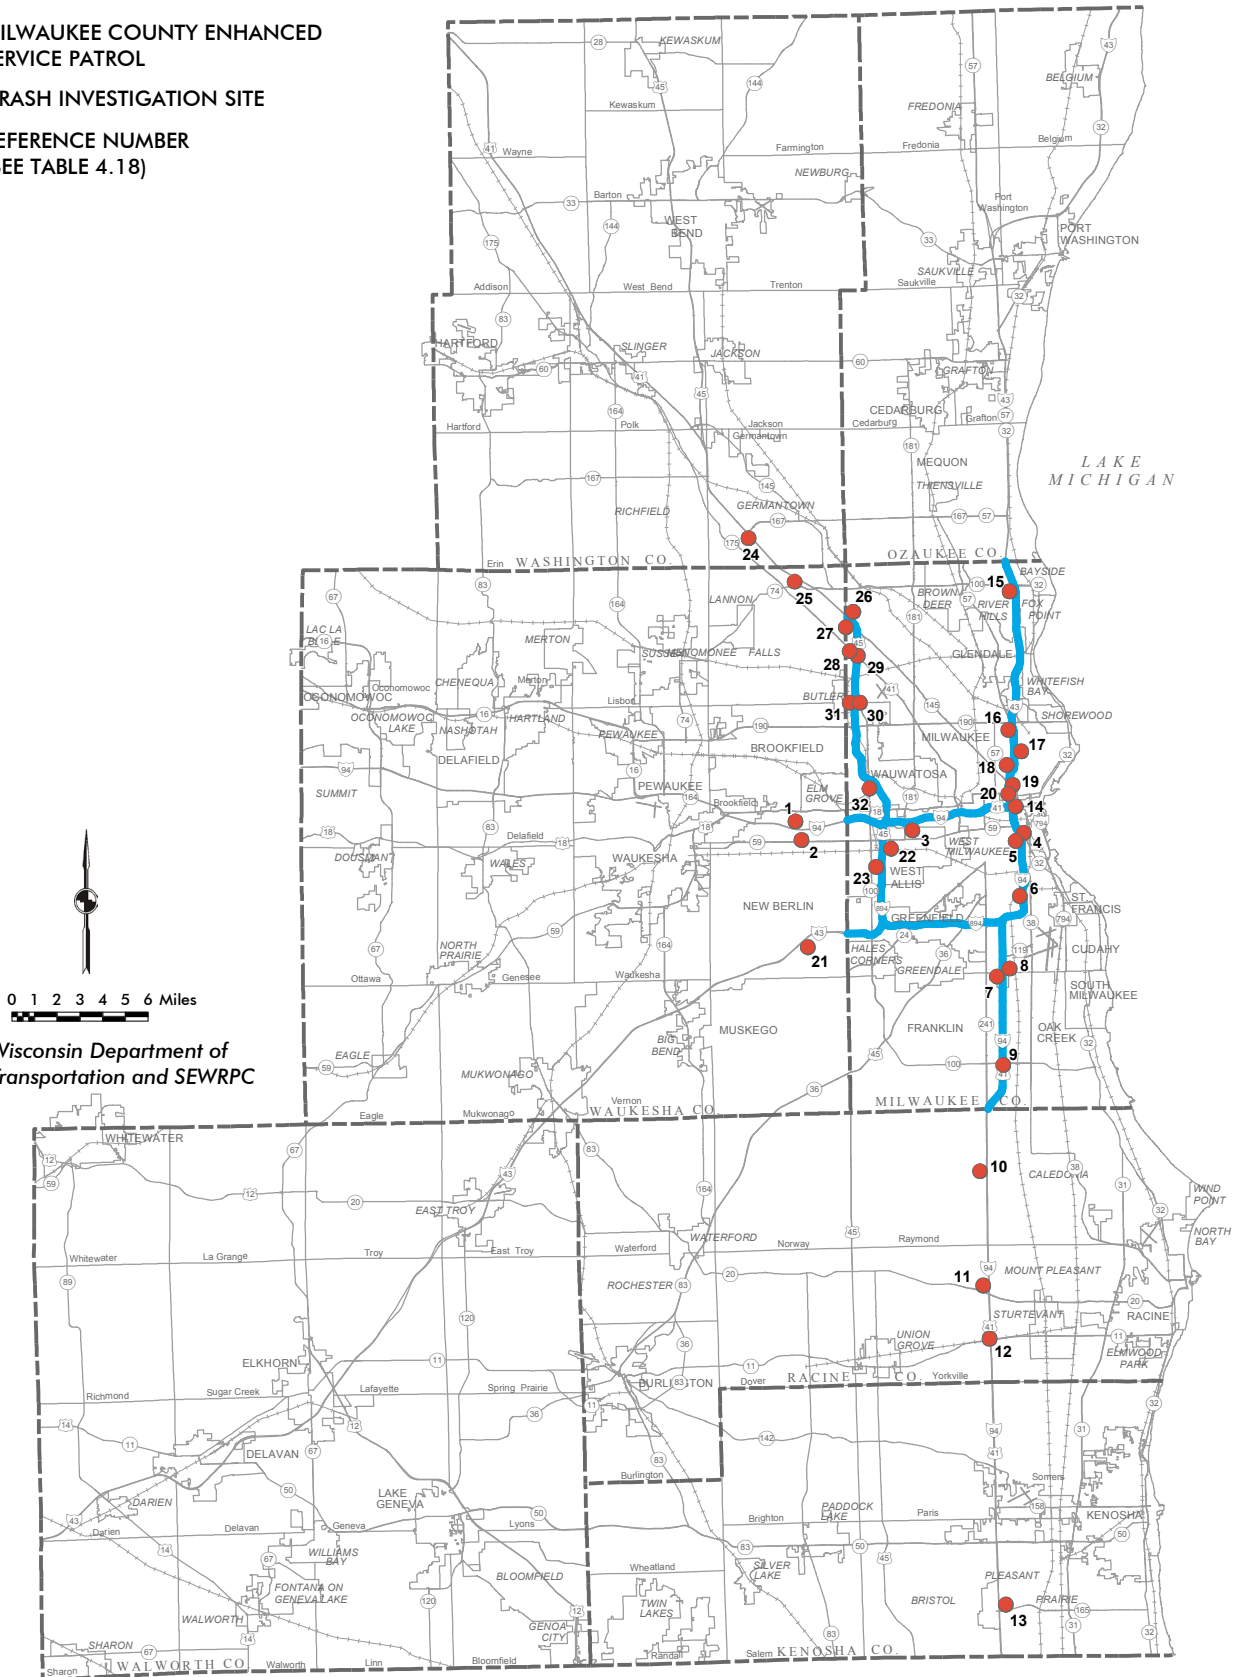 ILWAUKEE COUNTY ENHANCED
ERVICE PATROL
RASH INVESTIGATION SITE
EFERENCE NUMBER
EE TABLE 4.18)
KEWASKUM
Kewaskum
BELGIUM
FREDONIA
Wayne
Farmington
Fredonia
Belgium
NEWBURG
Barton
WEST
BEND
Port
Washington
PORT
WASHINGTON
SAUKVILLE
Saukville
Addison
West Bend
Trenton
HARTFORD
SLINGER
JACKSON
GRAFTON
CEDARBURG
Hartford
Polk
Jackson
Germantown
Cedarburg
Grafton
LAKE
MICHIGAN
MEQUON
THIENSVILLE
RICHFIELD
GERMANTOWN
24
Erin
WASHINGTON CO.
OZAUKEE CO.
BAYSIDE
25
LANNON
26
27
28
29
BROWN
DEER
15
RIVER
HILLS
FOX
POINT
LAC LA
MERTON
MENOMONEE FALLS
GLENDALE
WHITEFISH
BAY
CHENEQUA
Merton
Oconomowoc
OCONOMOWOC
OCONOMOWOC
LAKE
NASHOTAH
HARTLAND
Lisbon
BUTLER
31
30
SHOREWOOD
PEWAUKEE
BROOKFIELD
MILWAUKEE
16
17
18
19
20
14
DELAFIELD
SUMMIT
PEWAUKEE
Brookfield
ELM
GROVE
WAUWATOSA
32
1
2
3
4
5
DOUSMAN
WALES
Delafield
WAUKESHA
WEST
MILWAUKEE
22
23
WEST
ALLIS
6
ST.
FRANCIS
NEW BERLIN
GREENFIELD
CUDAHY
21
HALES
CORNERS
GREENDALE
8
7
SOUTH
MILWAUKEE
NORTH
PRAIRIE
Ottawa
Genesee
Waukesha
0 1 2 3 4 5 6 Miles
Wisconsin Department of
ransportation and SEWRPC
MUSKEGO
FRANKLIN
OAK
CREEK
BIG
BEND
EAGLE
MUKWONAGO
9
Eagle
Mukwonago
Vernon
WAUKESHA CO.
MILWAUKEE CO.
WHITEWATER
10
CALEDONIA
WIND
POINT
NORTH
BAY
EAST TROY
WATERFORD
Whitewater
La Grange
Troy
East Troy
Waterford
Norway
Raymond
ROCHESTER
11
MOUNT PLEASANT
STURTEVANT
RACINE
12
UNION
GROVE
ELMWOOD
PARK
ELKHORN
BURLINGTON
Dover
RACINE CO.
Yorkville
Richmond
Sugar Creek
Lafayette
Spring Prairie
DELAVAN
Burlington
Somers
LAKE
GENEVA
DARIEN
Darien
Delavan
Geneva
Lyons
PADDOCK
LAKE
Brighton
Paris
KENOSHA
WILLIAMS
BAY
BLOOMFIELD
Wheatland
SILVER
LAKE
FONTANA ON
GENEVA LAKE
TWIN
LAKES
BRISTOL
PLEASANT
PRAIRIE
13
WALWORTH
GENOA
CITY
SHARON
Sharon
WALWORTH CO
Walworth
Linn
Bloomfield
Randall
Salem
KENOSHA CO.